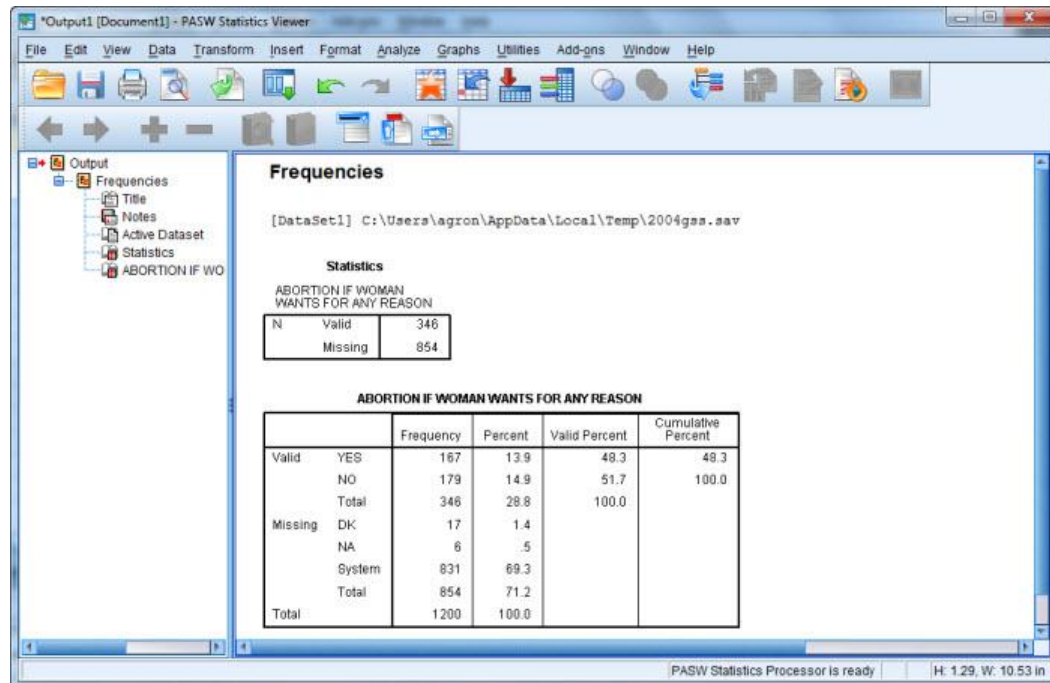 *Output1 [Document1] - PASW Statistics Viewer
File Edit View Data Transform Insert Format Analyze Graphs Utilities Add-ons Window Help
Output
Frequencies
Title
Notes
Active Dataset
Statistics
ABORTION IF WO
Frequencies
[DataSet1] C:\Users\agron\AppData\Local\Temp\2004gss.sav
Statistics
ABORTION IF WOMAN
WANTS FOR ANY REASON
N Valid 346
Missing 854
ABORTION IF WOMAN WANTS FOR ANY REASON
Frequency Percent Valid Percent Cumulative Percent
Valid YES 167 13.9 48.3 48.3
NO 179 14.9 51.7 100.0
Total 346 28.8 100.0
Missing DK 17 1.4
NA 6 .5
System 831 69.3
Total 854 71.2
Total 1200 100.0
PASW Statistics Processor is ready H: 1.29, W: 10.53 in